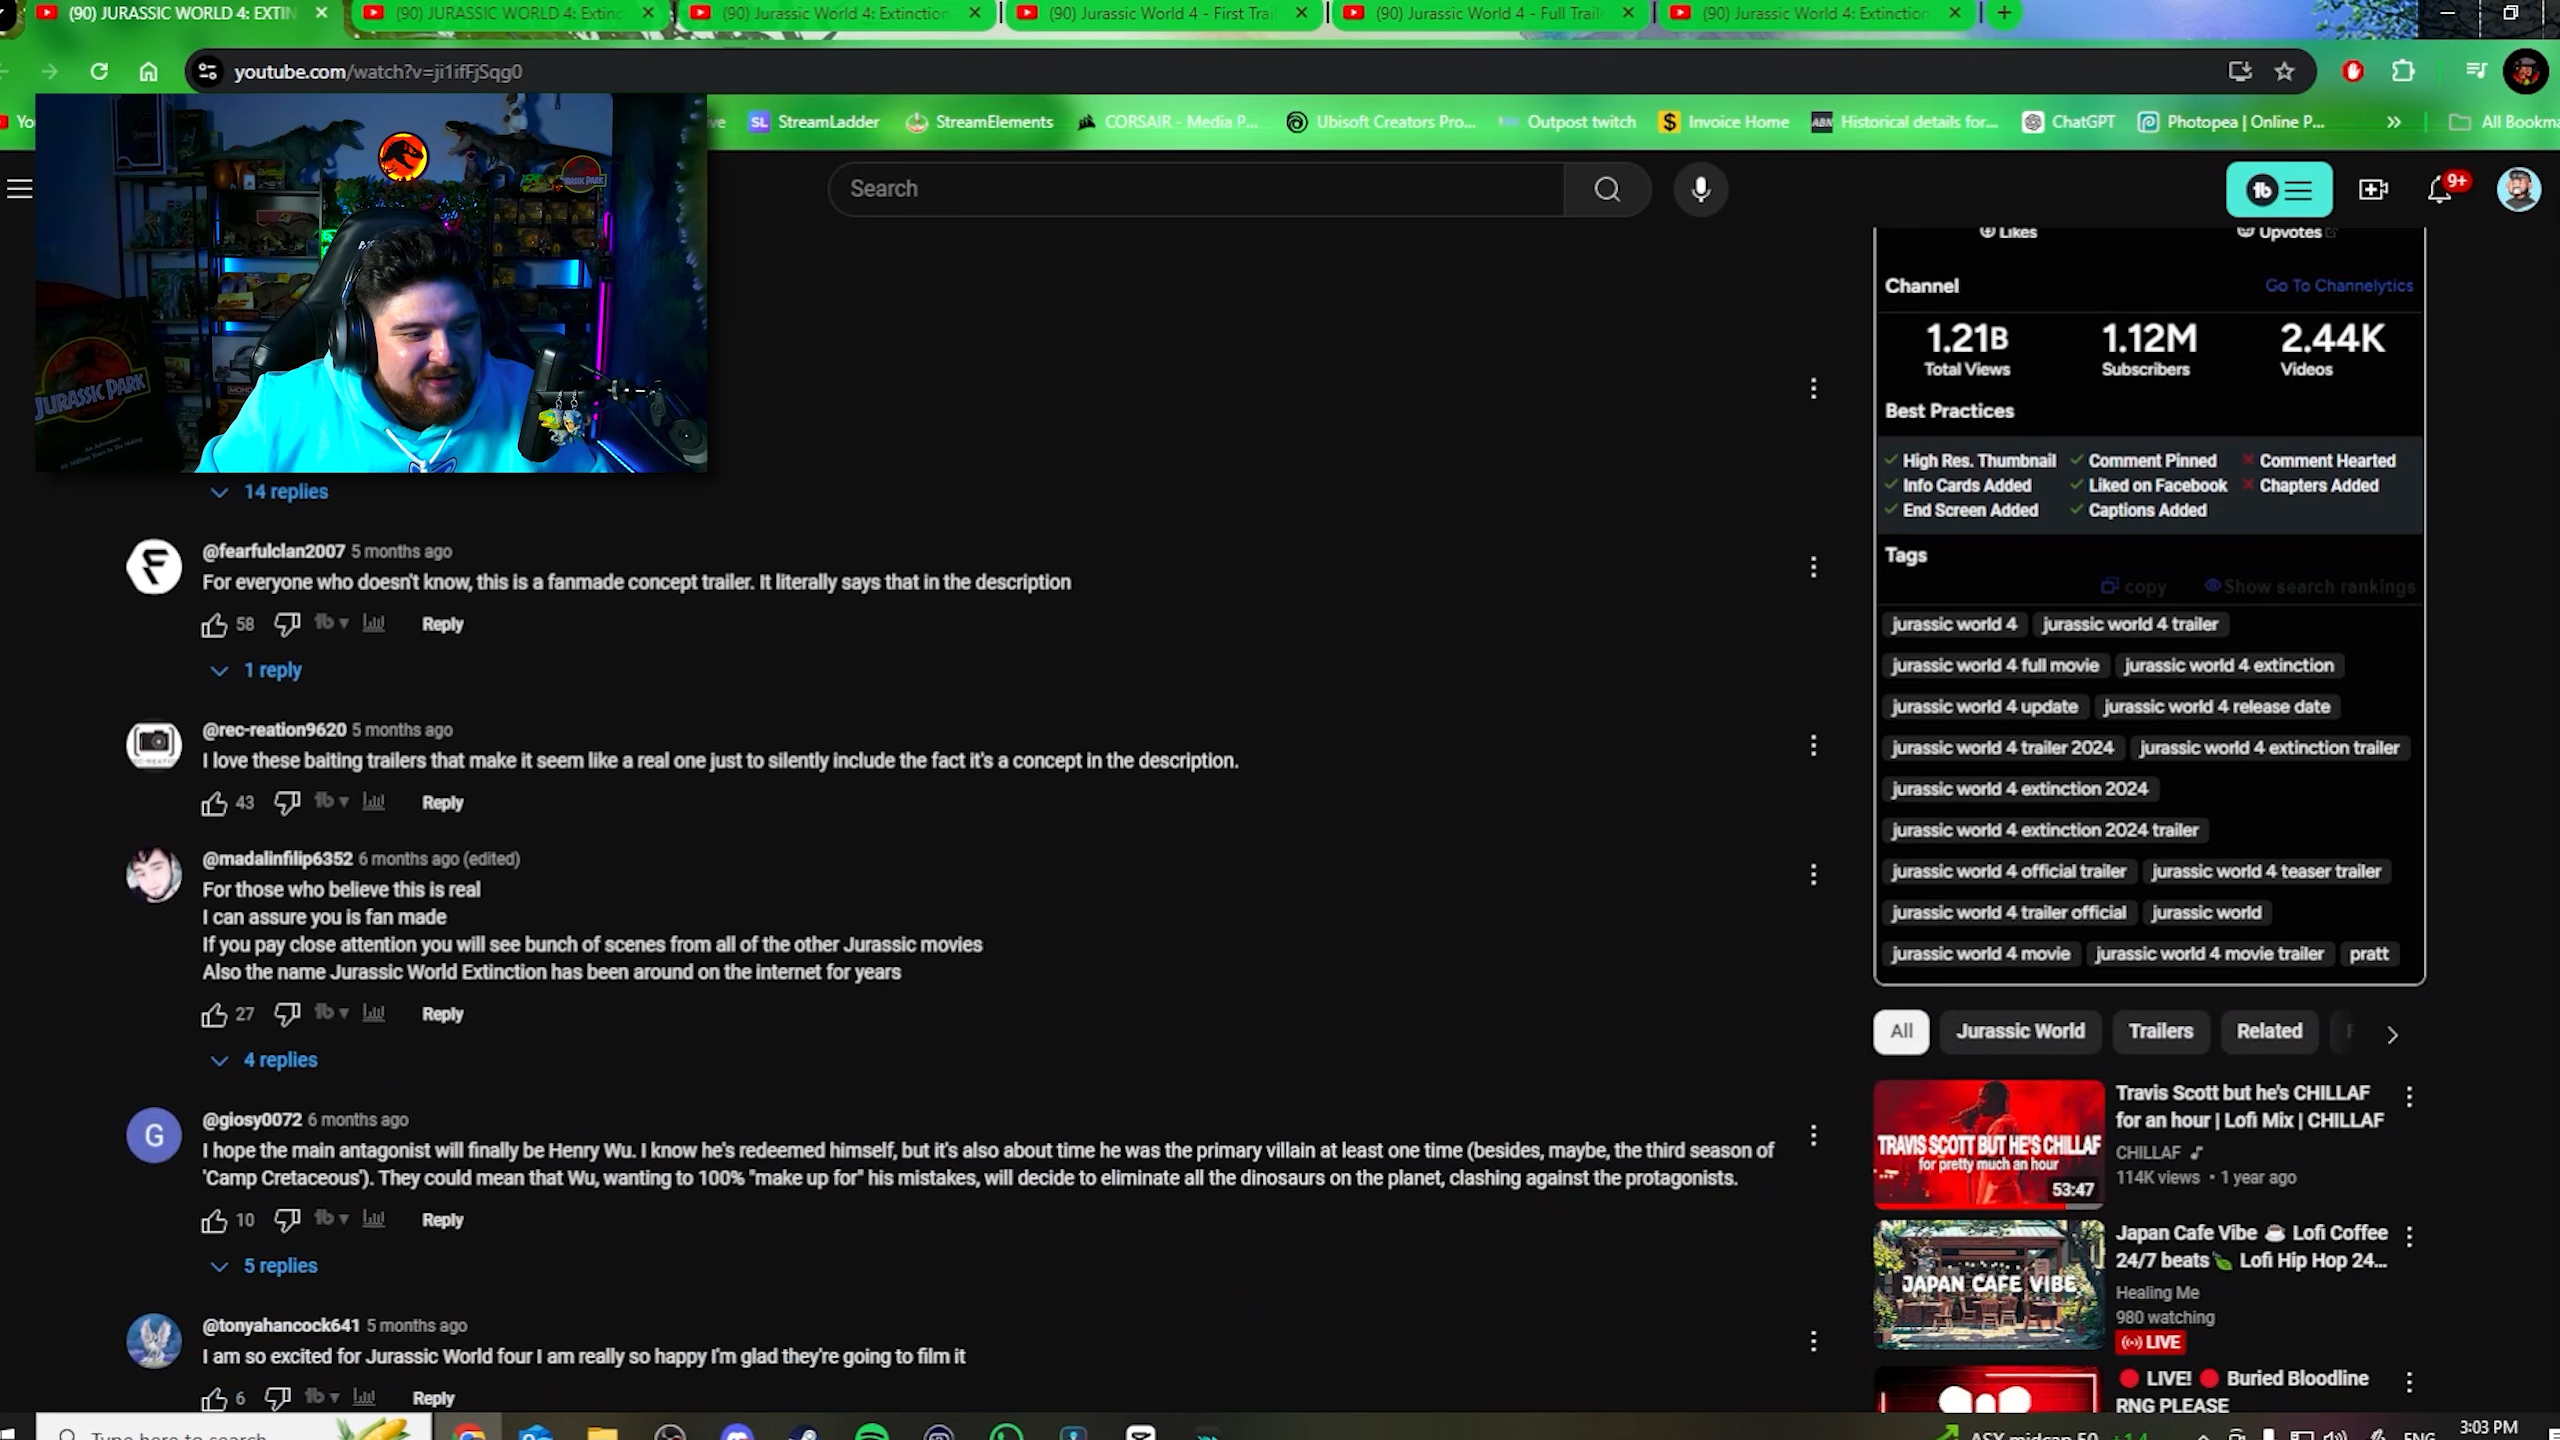 (90) JURASSIC WORLD 4: EXTIN
(90) JURASSIC WORLD 4: Extinc
(90) Jurassic World 4: Extinction
(90) Jurassic World 4 - First Trai
(90) Jurassic World 4 - Full Traile
(90) Jurassic World 4: Extinction
youtube.com/watch?v=ji1ifFjSqg0
StreamLadder
StreamElements
CORSAIR - Media P...
Ubisoft Creators Pro...
Outpost twitch
Invoice Home
Historical details for...
ChatGPT
Photopea | Online P...
All Bookma
JURASSIC PARK
JURASSIC PARK
An Adventure
65 Million Years In The Making
Search
9+
Likes
Upvotes
Channel
Go To Channelytics
1.21B
1.12M
2.44K
Total Views
Subscribers
Videos
Best Practices
High Res. Thumbnail
Comment Pinned
Comment Hearted
Info Cards Added
Liked on Facebook
Chapters Added
End Screen Added
Captions Added
Tags
copy
Show search rankings
jurassic world 4
jurassic world 4 trailer
jurassic world 4 full movie
jurassic world 4 extinction
jurassic world 4 update
jurassic world 4 release date
jurassic world 4 trailer 2024
jurassic world 4 extinction trailer
jurassic world 4 extinction 2024
jurassic world 4 extinction 2024 trailer
jurassic world 4 official trailer
jurassic world 4 teaser trailer
jurassic world 4 trailer official
jurassic world
jurassic world 4 movie
jurassic world 4 movie trailer
pratt
14 replies
@fearfulclan2007 5 months ago
For everyone who doesn't know, this is a fanmade concept trailer. It literally says that in the description
58
Reply
1 reply
@rec-reation9620 5 months ago
I love these baiting trailers that make it seem like a real one just to silently include the fact it's a concept in the description.
43
Reply
@madalinfilip6352 6 months ago (edited)
For those who believe this is real
I can assure you is fan made
If you pay close attention you will see bunch of scenes from all of the other Jurassic movies
Also the name Jurassic World Extinction has been around on the internet for years
27
Reply
4 replies
@giosy0072 6 months ago
I hope the main antagonist will finally be Henry Wu. I know he's redeemed himself, but it's also about time he was the primary villain at least one time (besides, maybe, the third season of
'Camp Cretaceous'). They could mean that Wu, wanting to 100% "make up for" his mistakes, will decide to eliminate all the dinosaurs on the planet, clashing against the protagonists.
10
Reply
5 replies
@tonyahancock641 5 months ago
I am so excited for Jurassic World four I am really so happy I'm glad they're going to film it
6
Reply
All
Jurassic World
Trailers
Related
TRAVIS SCOTT BUT HE'S CHILLAF
for pretty much an hour
53:47
Travis Scott but he's CHILLAF
for an hour | Lofi Mix | CHILLAF
CHILLAF
114K views • 1 year ago
JAPAN CAFE VIBE
Japan Cafe Vibe ☕ Lofi Coffee
24/7 beats🍃 Lofi Hip Hop 24...
Healing Me
980 watching
LIVE
🔴 LIVE! 🔴 Buried Bloodline
RNG PLEASE
Type here to search
ASX midcap 50
ENG
3:03 PM